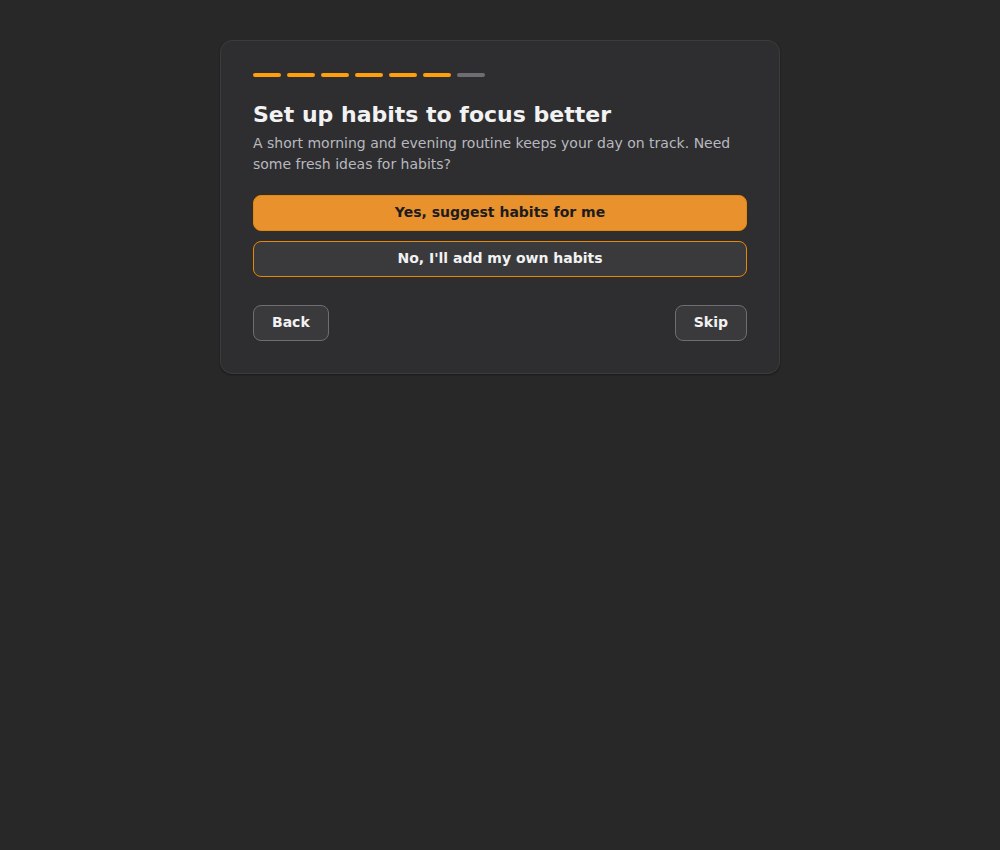 Set up habits to focus better
A short morning and evening routine keeps your day on track. Need
some fresh ideas for habits?
Yes, suggest habits for me
No, I'll add my own habits
Back
Skip